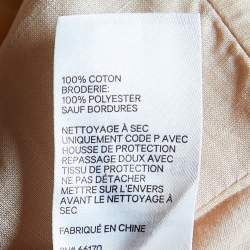 100% COTON
BRODERIE:
100% POLYESTER
SAUF BORDURES
NETTOYAGE À SEC
UNIQUEMENT CODE P AVEC
HOUSSE DE PROTECTION
REPASSAGE DOUX AVEC
TISSU DE PROTECTION
NE PAS DÉTACHER
METTRE SUR L'ENVERS
AVANT LE NETTOYAGE À
SEC
FABRIQUÉ EN CHINE